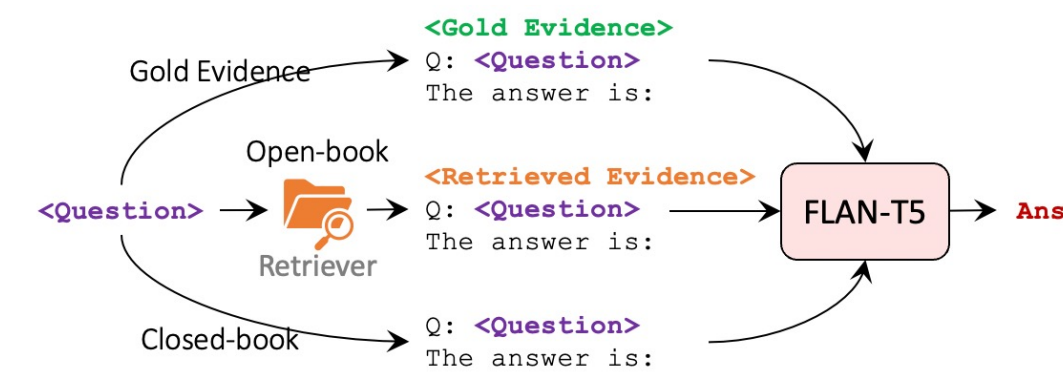 <Gold Evidence>
Gold Evidence
Q: <Question>
The answer is:
Open-book
<Retrieved Evidence>
<Question>
Q: <Question>
FLAN-T5
Ans
The answer is:
Retriever
Closed-book
Q: <Question>
The answer is: